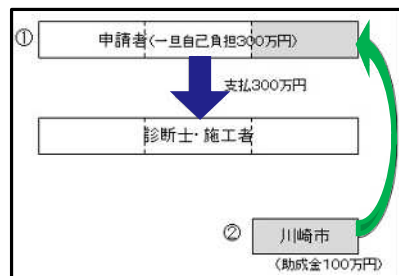 ①
申請者(一旦自己負担300万円)
支払300万円
診断士・施工者
②
川崎市
(助成金100万円)